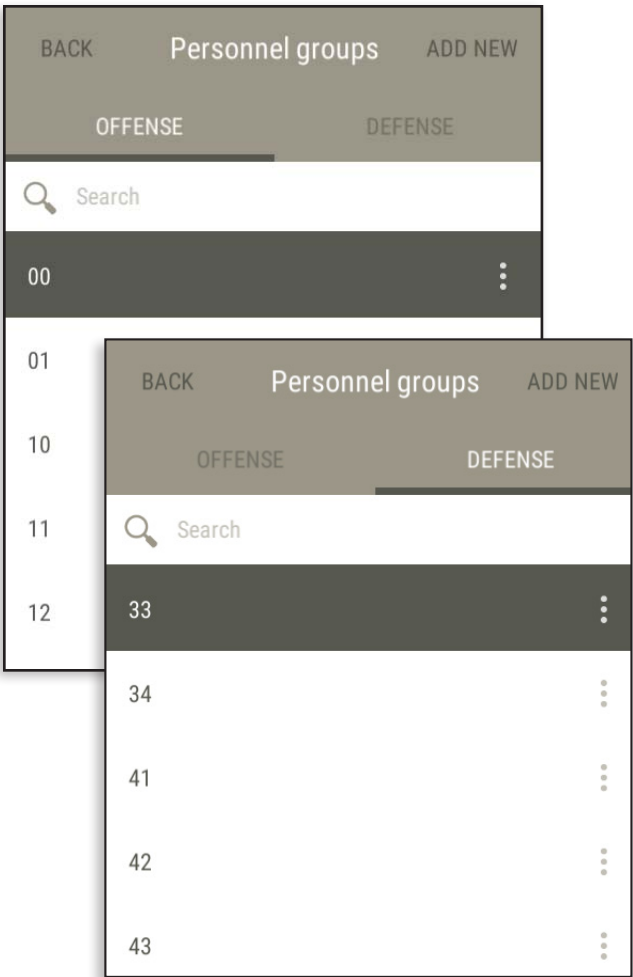 BACK Personnel groups ADD NEW
OFFENSE DEFENSE
Search
00
01
10
11
12
BACK Personnel groups ADD NEW
OFFENSE DEFENSE
Search
33
34
41
42
43